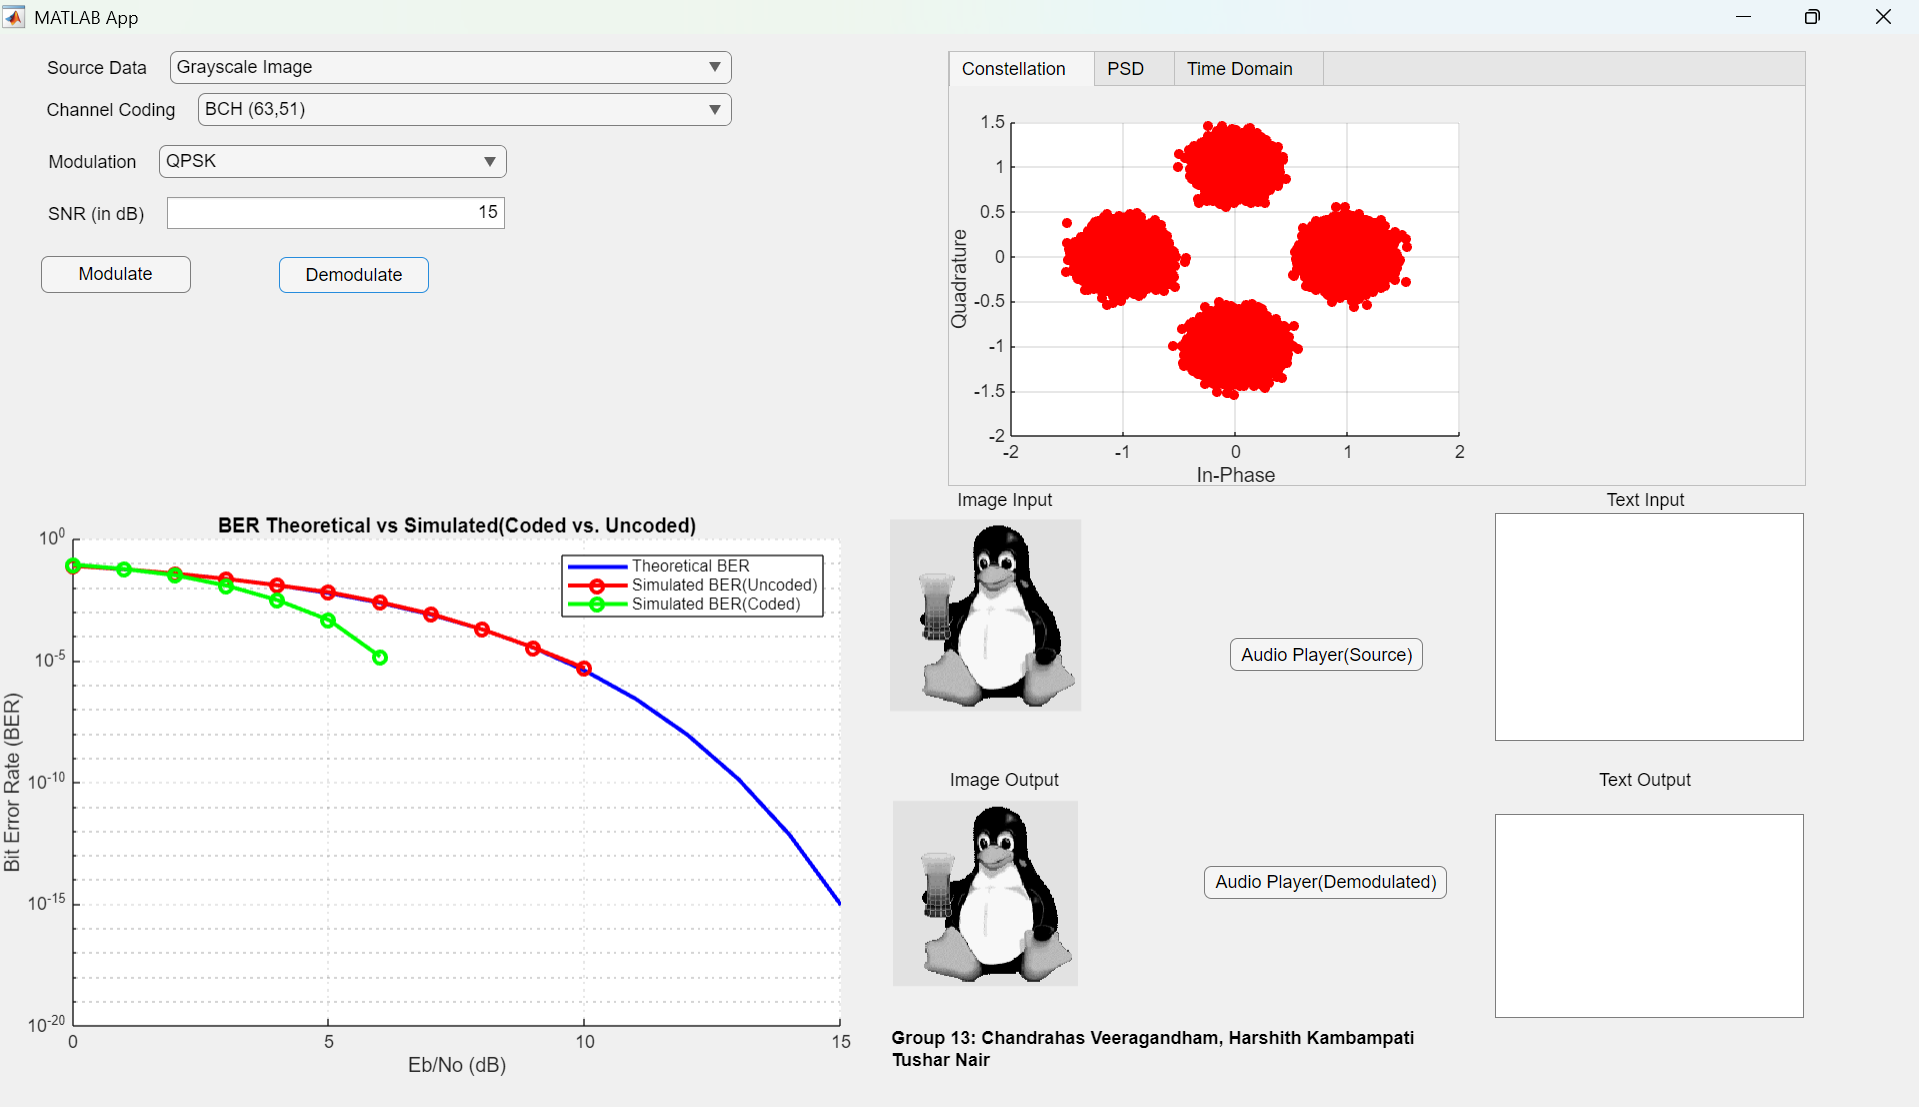 MATLAB App
Source Data
Grayscale Image
Channel Coding
BCH (63,51)
Modulation
QPSK
SNR (in dB)
15
Modulate
Demodulate
Constellation
PSD
Time Domain
1.5
1
0.5
0
-0.5
-1
-1.5
-2
-2
-1
0
1
2
Quadrature
In-Phase
BER Theoretical vs Simulated(Coded vs. Uncoded)
Theoretical BER
Simulated BER(Uncoded)
Simulated BER(Coded)
10^0
10^-5
10^-10
10^-15
10^-20
0
5
10
15
Bit Error Rate (BER)
Eb/No (dB)
Image Input
Text Input
Audio Player(Source)
Image Output
Text Output
Audio Player(Demodulated)
Group 13: Chandrahas Veeragandham, Harshith Kambampati
Tushar Nair